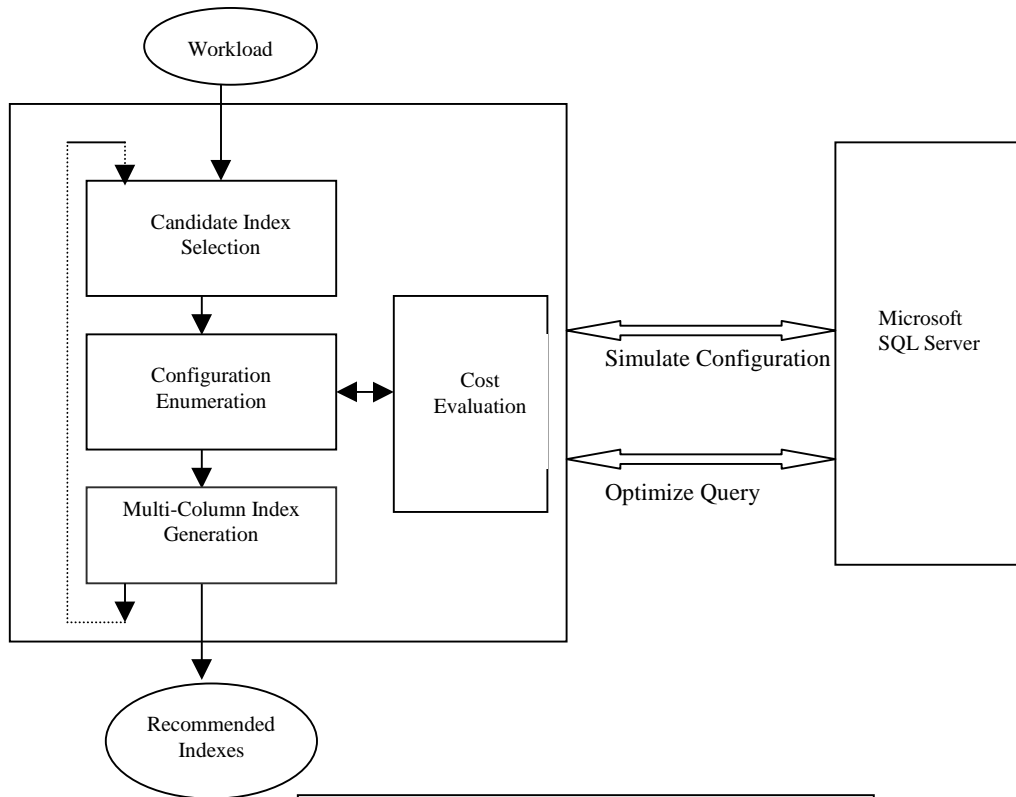 Workload
Candidate Index
Selection
Configuration
Enumeration
Multi-Column Index
Generation
Cost
Evaluation
Simulate Configuration
Optimize Query
Microsoft
SQL Server
Recommended
Indexes